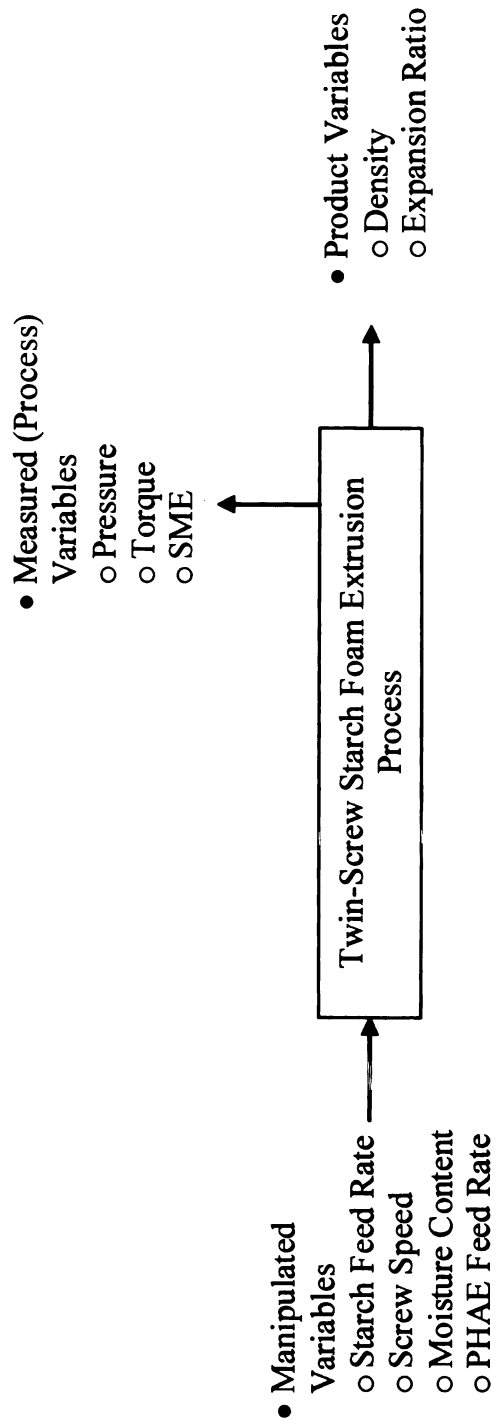 ● Manipulated
Variables
○ Starch Feed Rate
○ Screw Speed
○ Moisture Content
○ PHAE Feed Rate
Twin-Screw Starch Foam Extrusion
Process
● Measured (Process)
Variables
○ Pressure
○ Torque
○ SME
● Product Variables
○ Density
○ Expansion Ratio